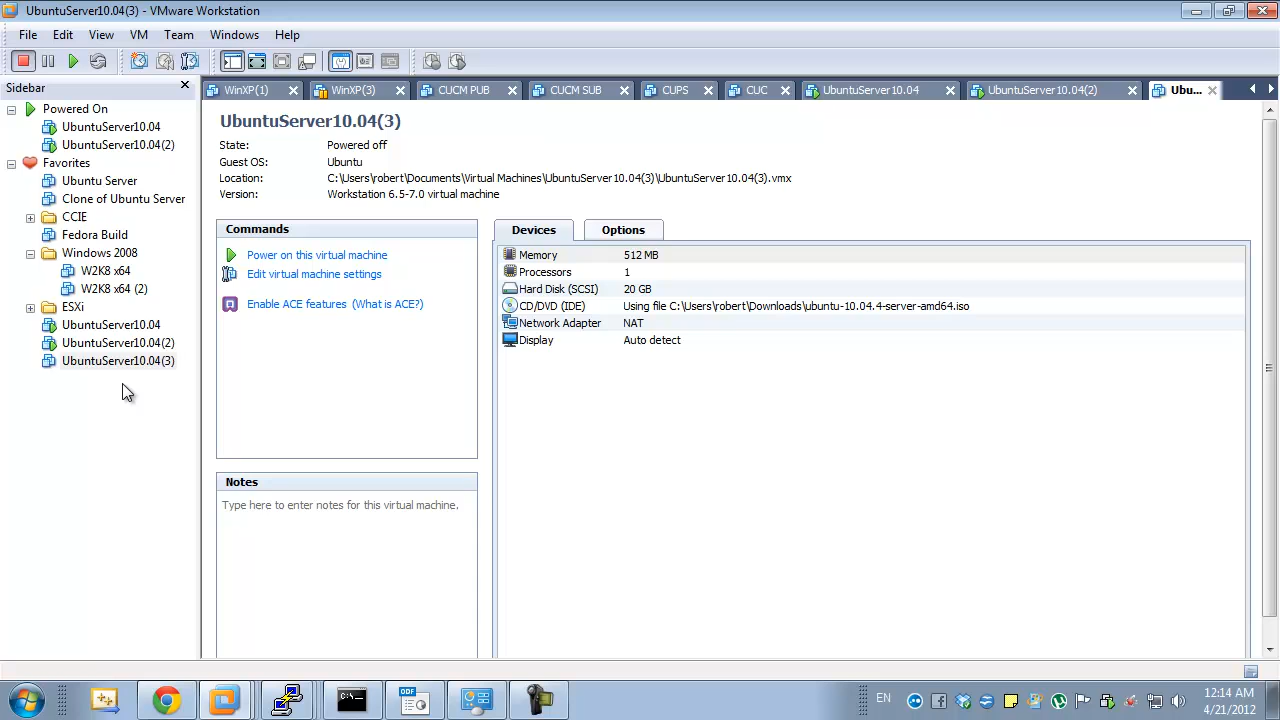 UbuntuServer10.04(3) - VMware Workstation
File Edit View VM Team Windows Help
Sidebar
WinXP(1) WinXP(3) CUCM PUB CUCM SUB CUPS CUC UbuntuServer10.04 UbuntuServer10.04(2) Ubu...
Powered On
UbuntuServer10.04
UbuntuServer10.04(2)
Favorites
Ubuntu Server
Clone of Ubuntu Server
CCIE
Fedora Build
Windows 2008
W2K8 x64
W2K8 x64 (2)
ESXi
UbuntuServer10.04
UbuntuServer10.04(2)
UbuntuServer10.04(3)
UbuntuServer10.04(3)
State: Powered off
Guest OS: Ubuntu
Location: C:\Users\robert\Documents\Virtual Machines\UbuntuServer10.04(3)\UbuntuServer10.04(3).vmx
Version: Workstation 6.5-7.0 virtual machine
Commands
Power on this virtual machine
Edit virtual machine settings
Enable ACE features (What is ACE?)
Notes
Type here to enter notes for this virtual machine.
Devices Options
Memory 512 MB
Processors 1
Hard Disk (SCSI) 20 GB
CD/DVD (IDE) Using file C:\Users\robert\Downloads\ubuntu-10.04.4-server-amd64.iso
Network Adapter NAT
Display Auto detect
ODF
EN
12:14 AM
4/21/2012